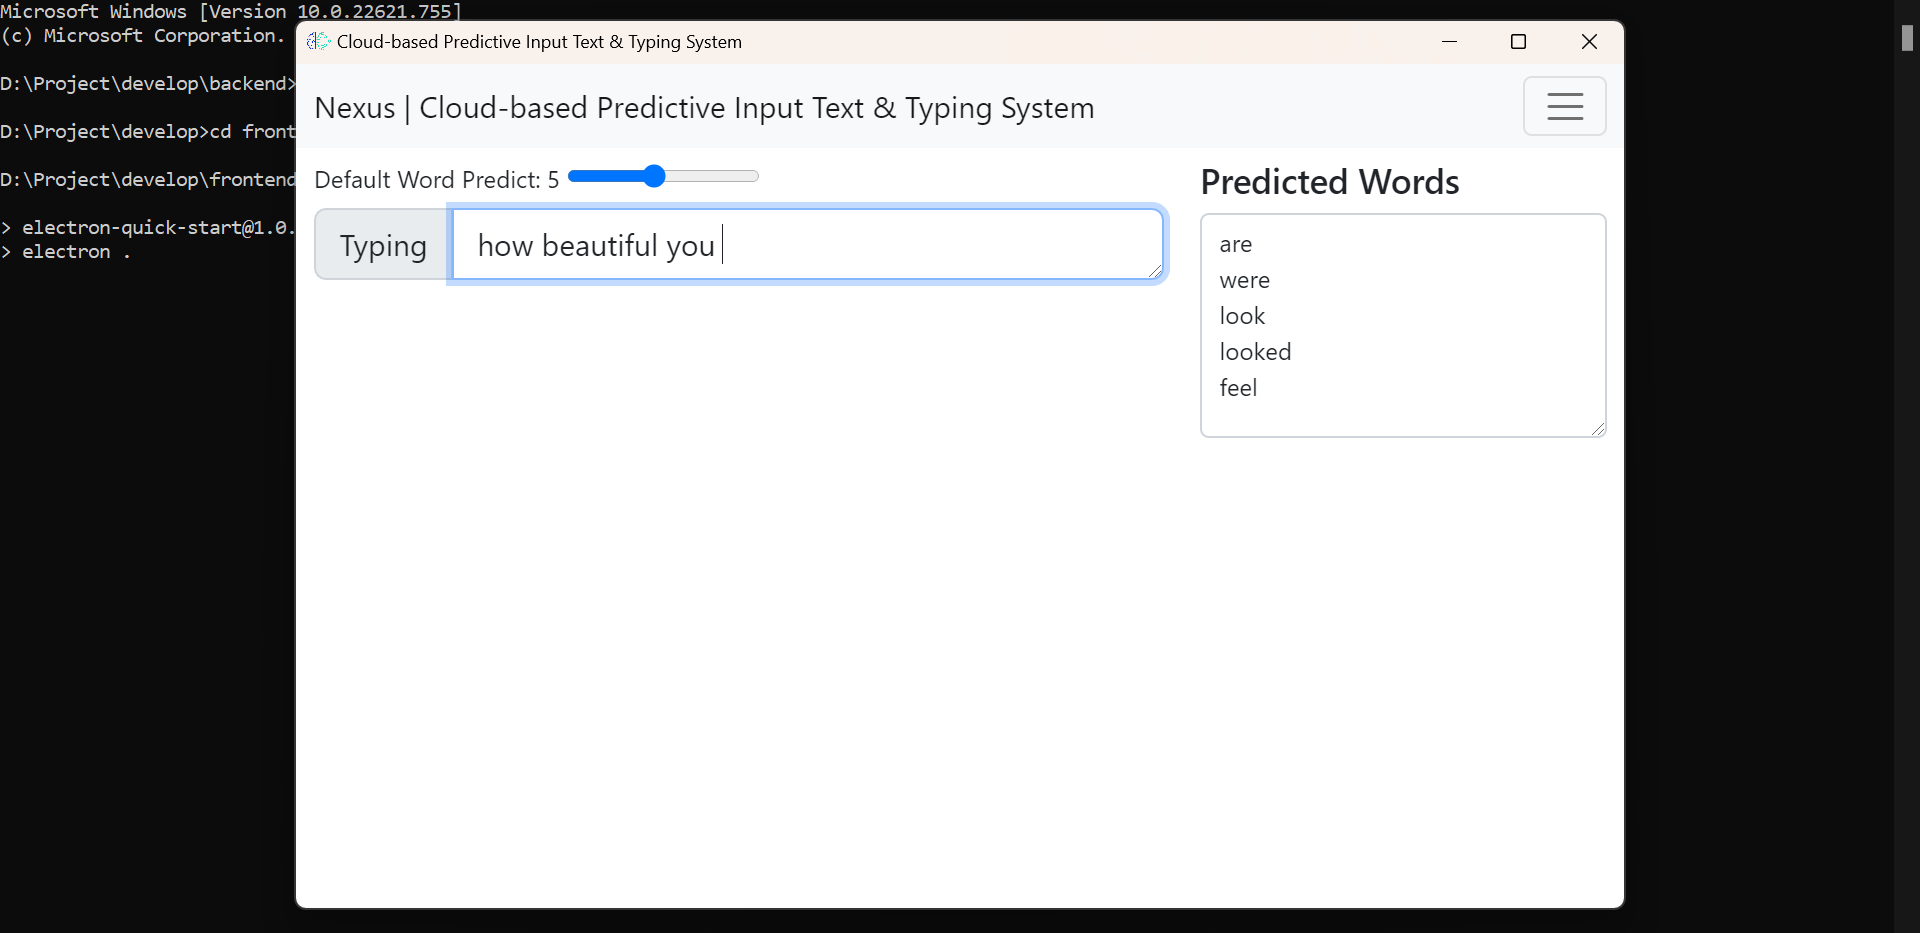 Microsoft Windows [Version 10.0.22621.755]
(c) Microsoft Corporation.
D:\Project\develop\backend>
D:\Project\develop>cd front
D:\Project\develop\frontend
> electron-quick-start@1.0.
> electron .
Cloud-based Predictive Input Text & Typing System
Nexus | Cloud-based Predictive Input Text & Typing System
Default Word Predict: 5
Typing
how beautiful you
Predicted Words
are
were
look
looked
feel